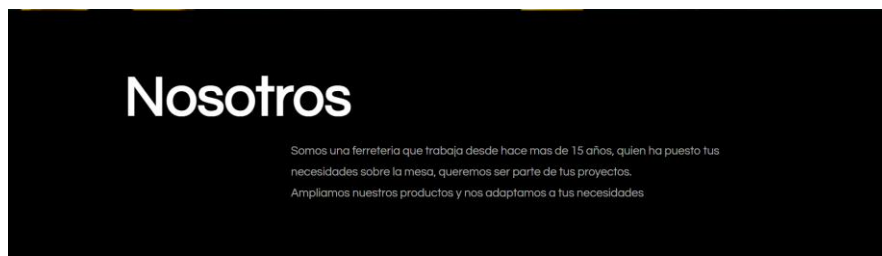 Nosotros
Somos una ferreteria que trabaja desde hace mas de 15 años, quien ha puesto tus
necesidades sobre la mesa, queremos ser parte de tus proyectos.
Ampliamos nuestros productos y nos adaptamos a tus necesidades